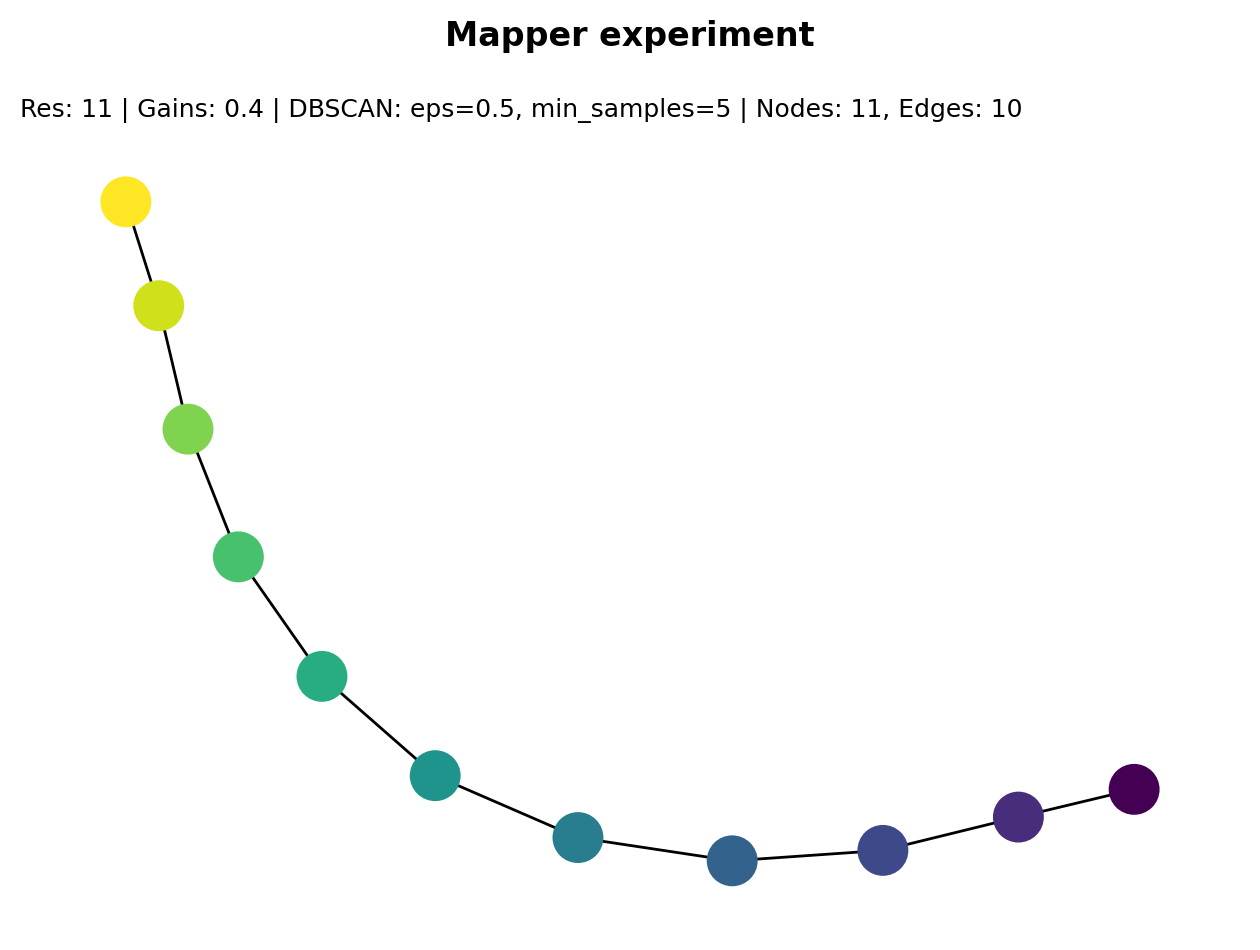 Mapper experiment
Res: 11 | Gains: 0.4 | DBSCAN: eps=0.5, min_samples=5 | Nodes: 11, Edges: 10